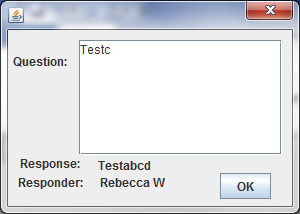 Testc
Question:
Response: Testabcd
Responder: Rebecca W
OK